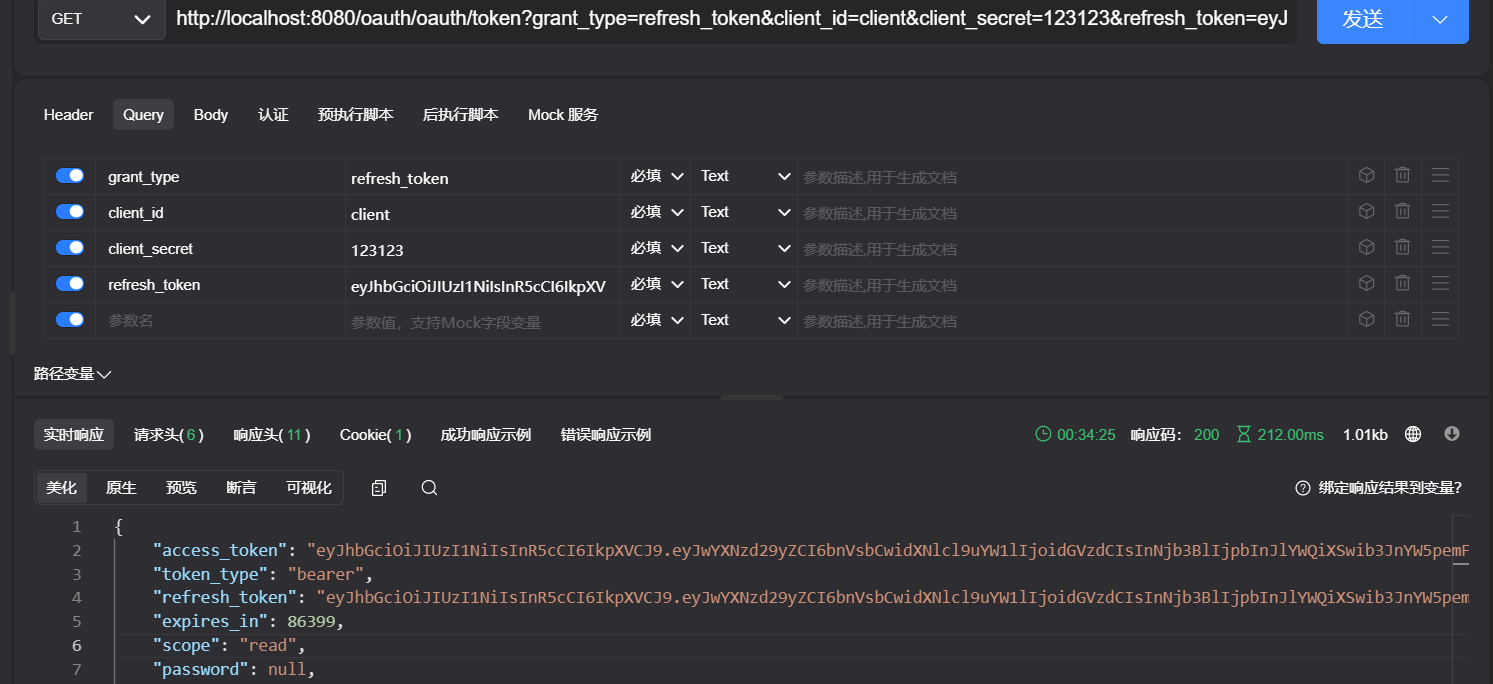 GET http://localhost:8080/oauth/oauth/token?grant_type=refresh_token&client_id=client&client_secret=123123&refresh_token=eyJ 发送
Header Query Body 认证 预执行脚本 后执行脚本 Mock 服务
grant_type refresh_token 必填 Text 参数描述,用于生成文档
client_id client 必填 Text 参数描述,用于生成文档
client_secret 123123 必填 Text 参数描述,用于生成文档
refresh_token eyJhbGciOiJIUzI1NiIsInR5cCI6IkpXV 必填 Text 参数描述,用于生成文档
参数名 参数值，支持Mock字段变量 必填 Text 参数描述,用于生成文档
路径变量
实时响应 请求头( 6 ) 响应头( 11 ) Cookie( 1 ) 成功响应示例 错误响应示例 00:34:25 响应码： 200 212.00ms 1.01kb
美化 原生 预览 断言 可视化 绑定响应结果到变量?
1 {
2 "access_token": "eyJhbGciOiJIUzI1NiIsInR5cCI6IkpXVCJ9.eyJwYXNzd29yZCI6bnVsbCwidXNlcl9uYW1lIjoidGVzdCIsInNjb3BlIjpbInJlYWQiXSwib3JnYW5pemF
3 "token_type": "bearer",
4 "refresh_token": "eyJhbGciOiJIUzI1NiIsInR5cCI6IkpXVCJ9.eyJwYXNzd29yZCI6bnVsbCwidXNlcl9uYW1lIjoidGVzdCIsInNjb3BlIjpbInJlYWQiXSwib3JnYW5pem
5 "expires_in": 86399,
6 "scope": "read",
7 "password": null,